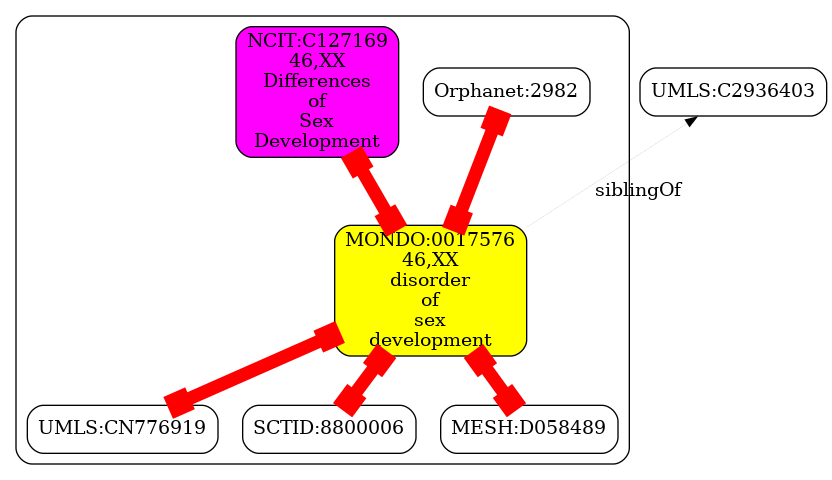 NCIT:C127169
46,XX
Differences
of
Sex
Development
Orphanet:2982
UMLS:C2936403
siblingOf
MONDO:0017576
46,XX
disorder
of
sex
development
UMLS:CN776919
SCTID:8800006
MESH:D058489